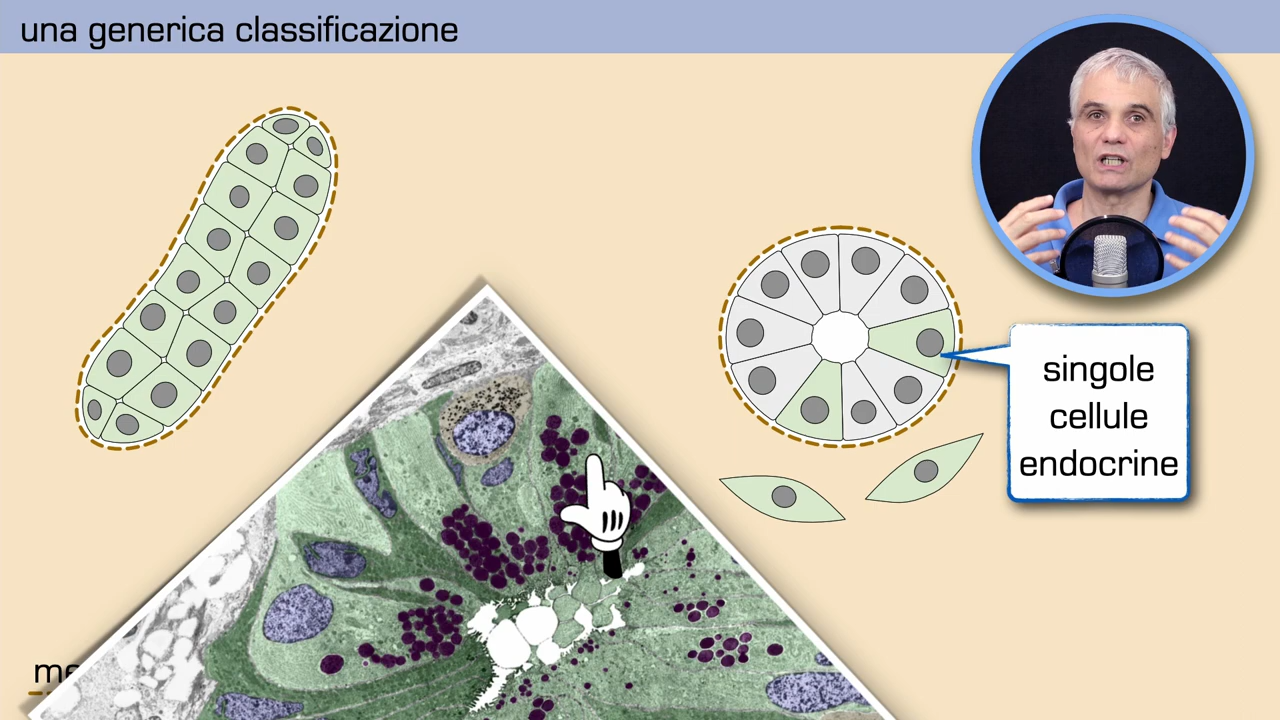 una generica classificazione
singole
cellule
endocrine